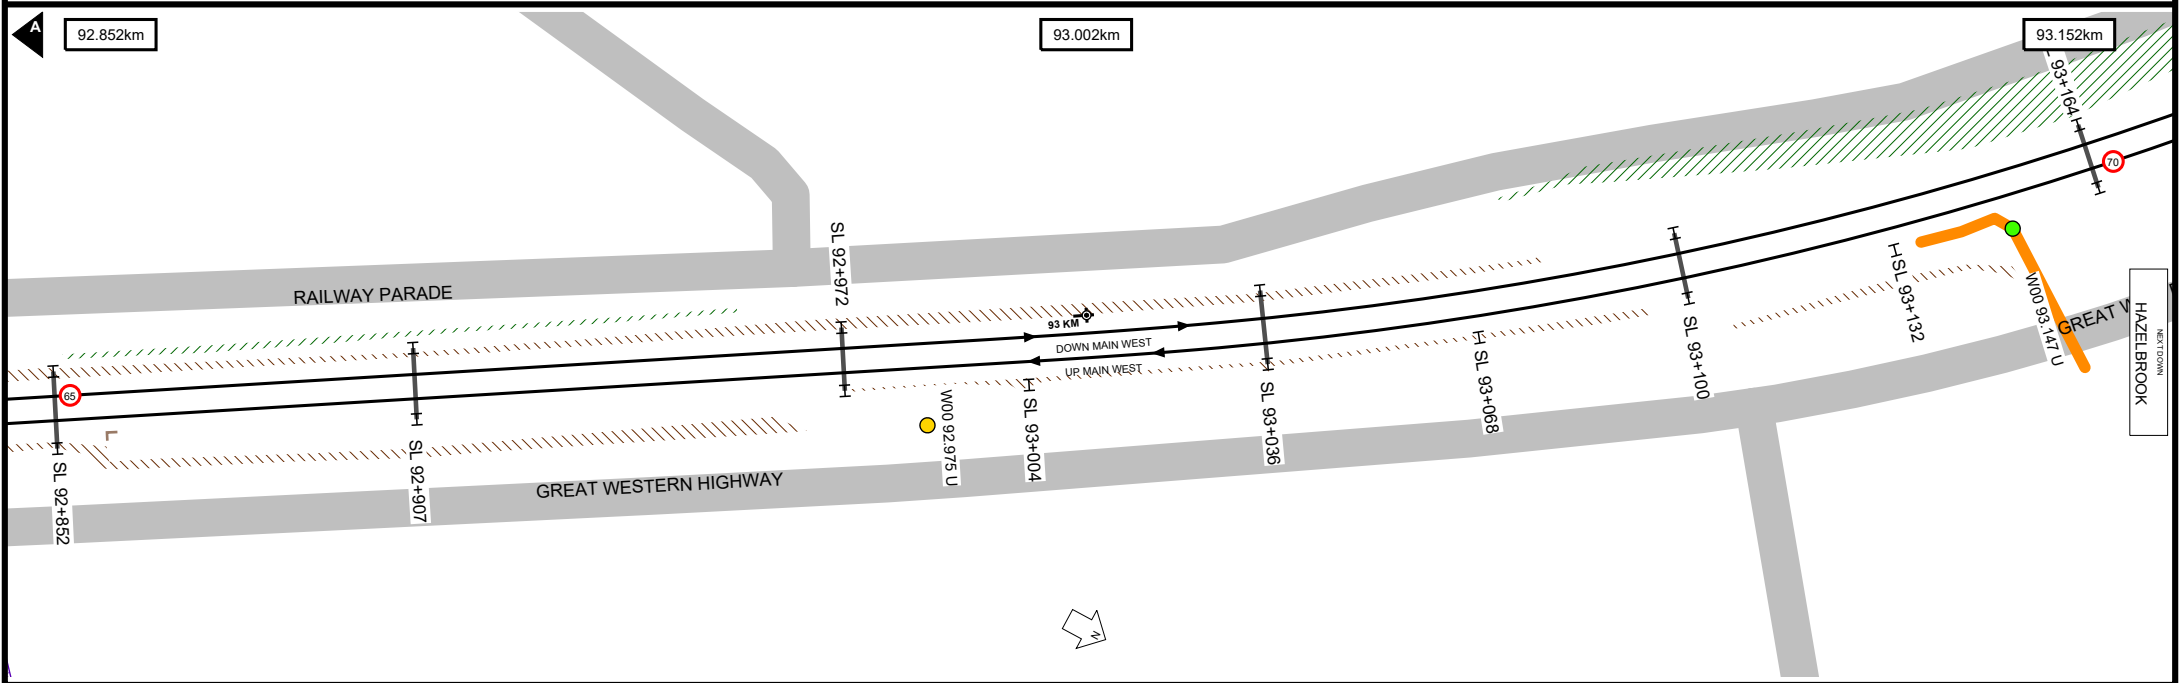 A
92.852km
93.002km
93.152km
93+164
70
SL 92+972
RAILWAY PARADE
93 KM
DOWN MAIN WEST
UP MAIN WEST
65
SL 92+852
SL 92+907
GREAT WESTERN HIGHWAY
W00 92.975 U
SL 93+004
SL 93+036
SL 93+068
SL 93+100
SL 93+132
W00 93.147 U
GREAT W
HAZELBROOK
NEXT DOWN
N